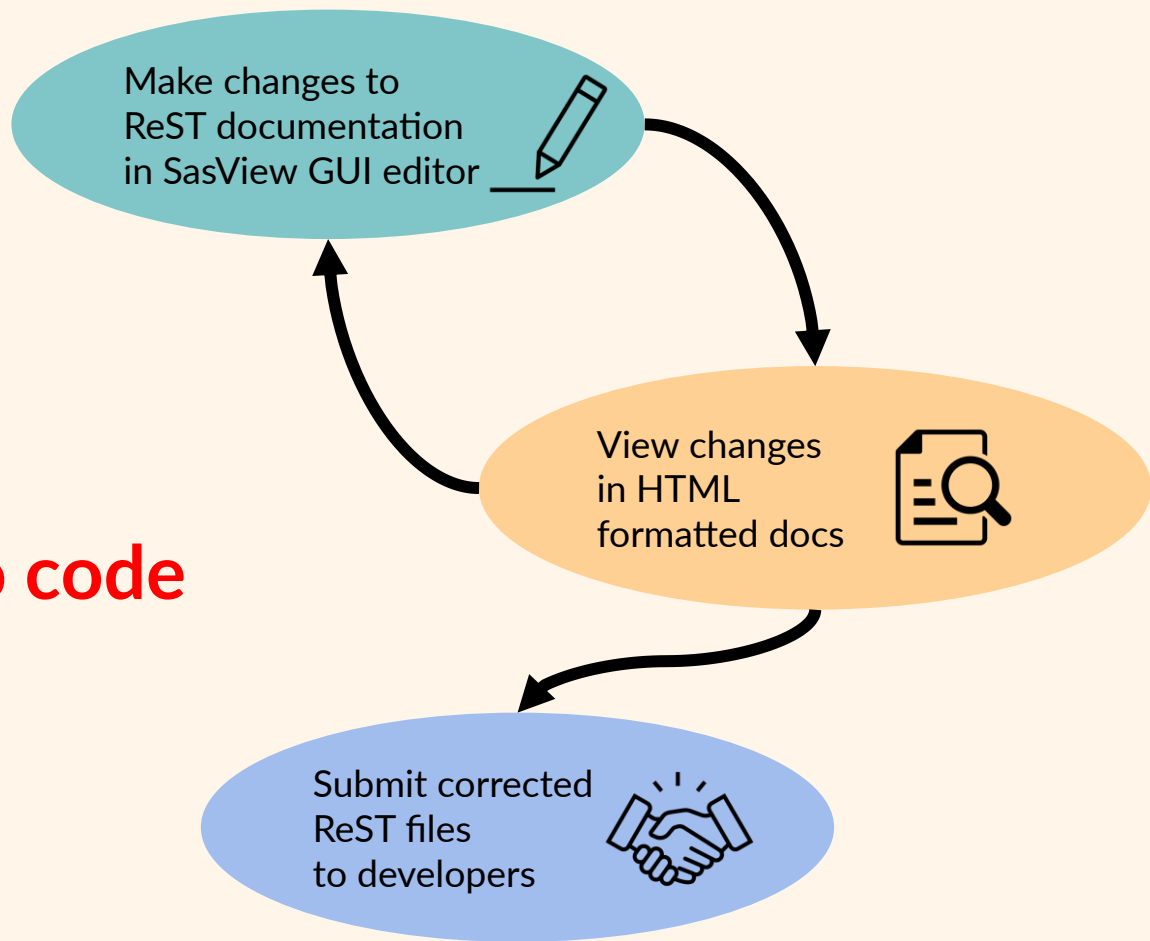 Make changes to
ReST documentation
in SasView GUI editor
View changes
in HTML
formatted docs
code
Submit corrected
ReST files
to developers